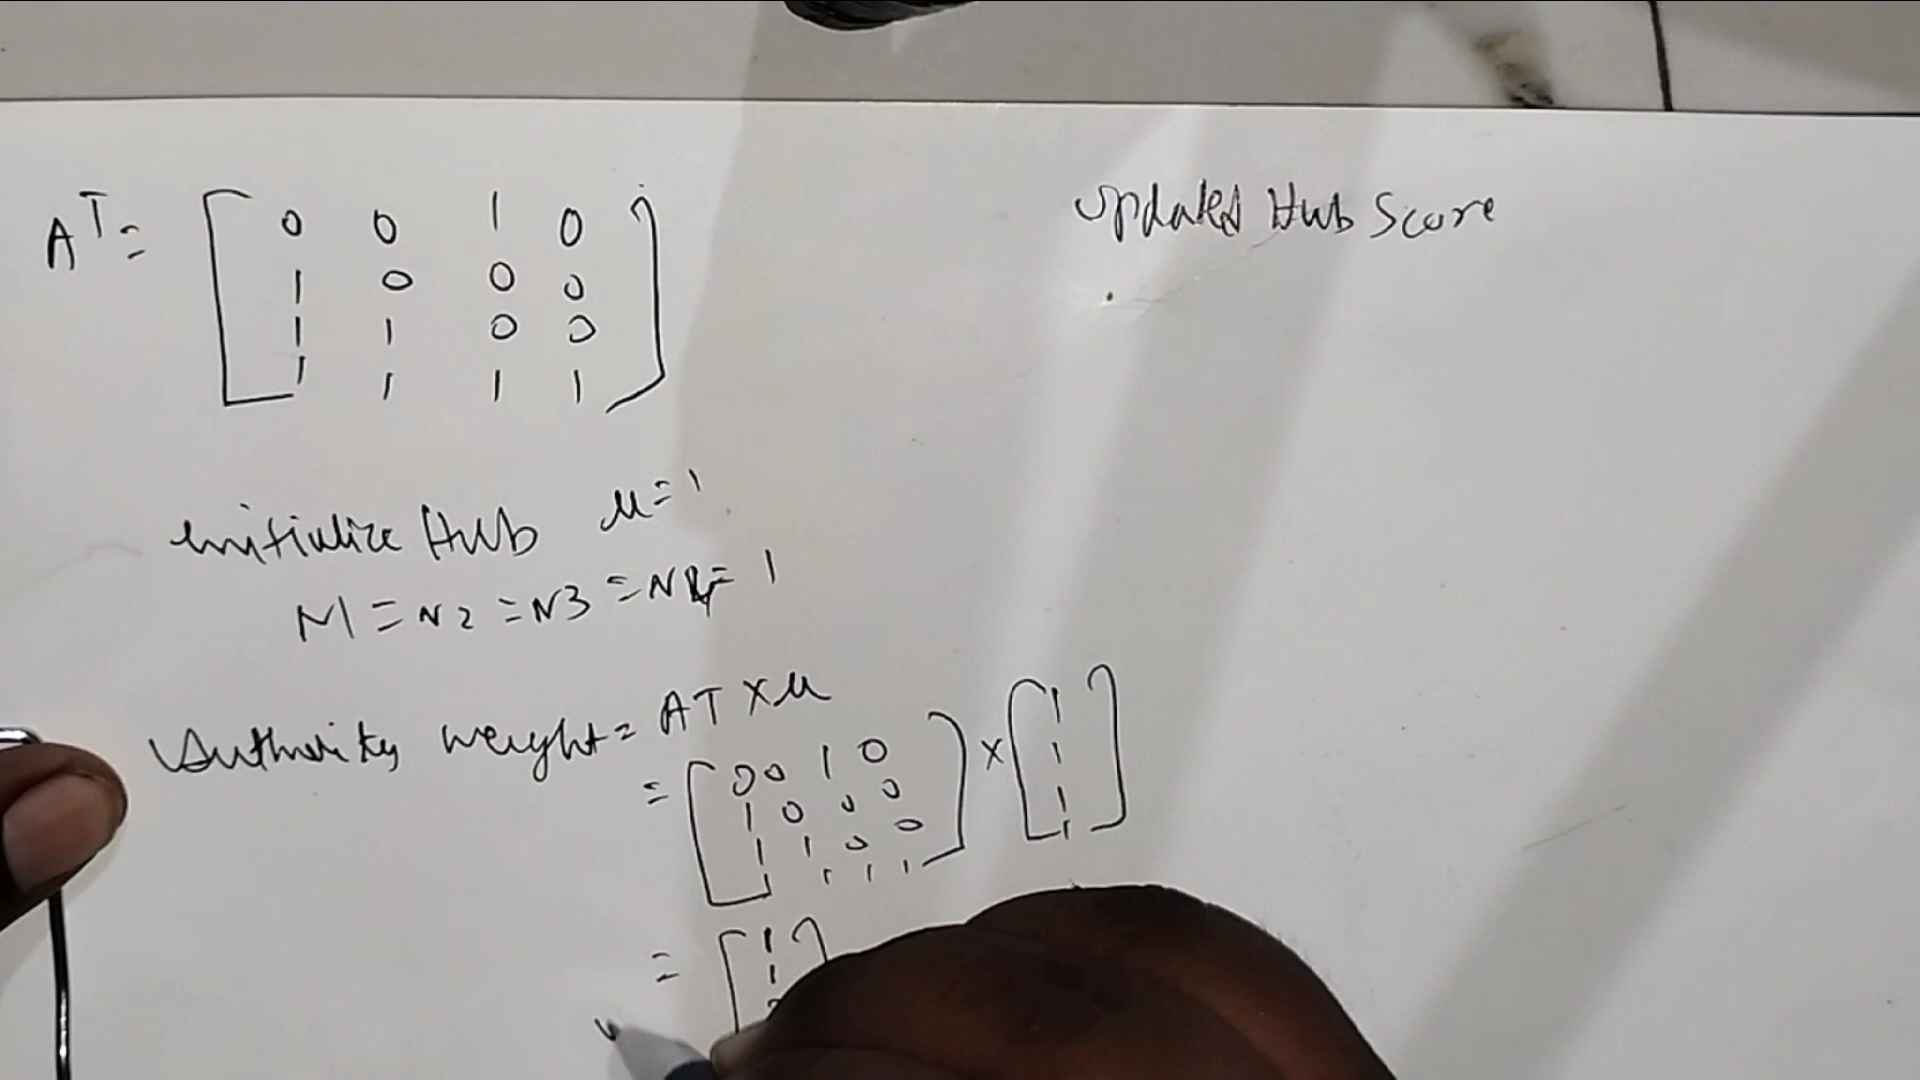 A^T = [ 0 0 1 0
1 0 0 0
1 1 0 0
1 1 1 1 ]
initialize Hub u=1
N1 = N2 = N3 = N4 = 1
Authority weight = AT X u
= [ 0 0 1 0
1 0 0 0
1 1 0 0
1 1 1 1 ] X [ 1
1
1
1 ]
= [ 1
1
Updated Hub Score